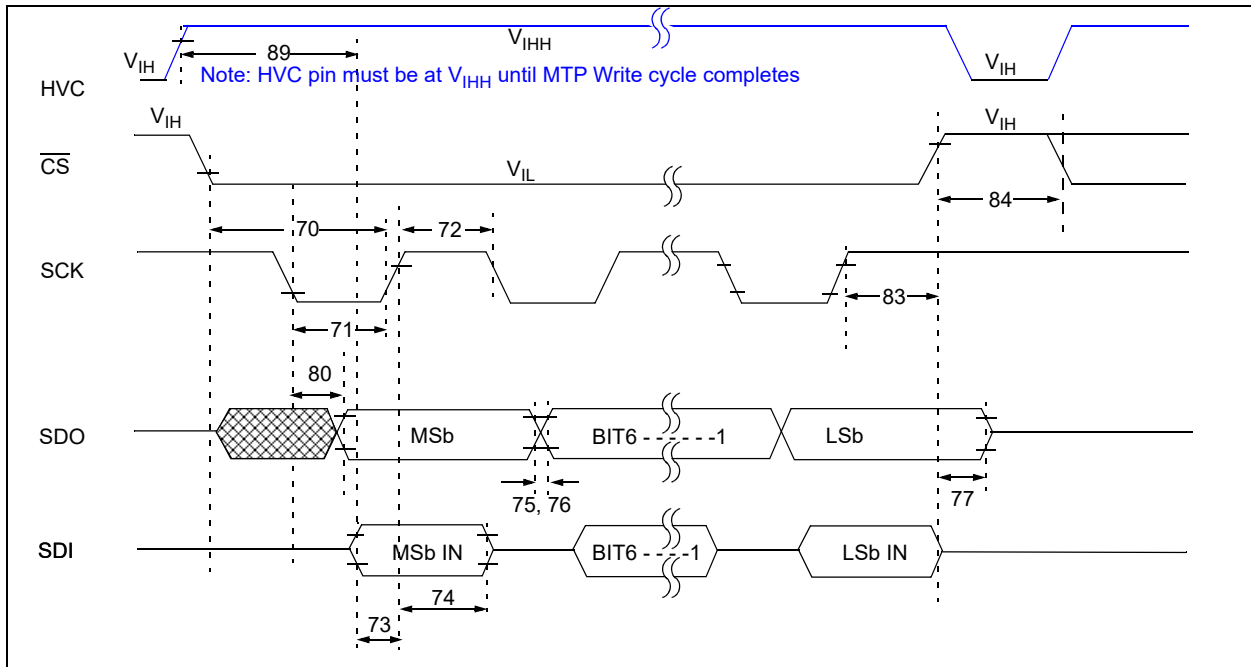 89
V_IHH
V_IH
Note: HVC pin must be at V_IHH until MTP Write cycle completes
V_IH
HVC
V_IH
V_IH
CS
V_IL
84
70
72
SCK
83
71
80
SDO
MSb
BIT6 - - - - - - -1
LSb
75, 76
77
SDI
MSb IN
BIT6 - - - - -1
LSb IN
74
73